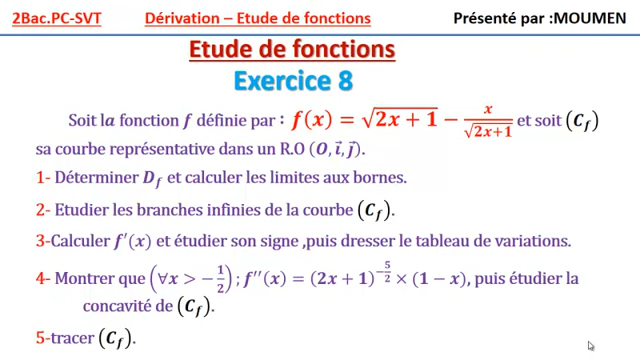 2Bac.PC-SVT Dérivation – Etude de fonctions Présenté par :MOUMEN
Etude de fonctions
Exercice 8
Soit la fonction f définie par : f(x) = √(2x + 1) − x/√(2x+1) et soit (C_f)
sa courbe représentative dans un R.O (O, i⃗, j⃗).
1- Déterminer D_f et calculer les limites aux bornes.
2- Etudier les branches infinies de la courbe (C_f).
3-Calculer f′(x) et étudier son signe ,puis dresser le tableau de variations.
4- Montrer que (∀x > −1/2) ; f′′(x) = (2x + 1)^(−5/2) × (1 − x), puis étudier la
concavité de (C_f).
5-tracer (C_f).